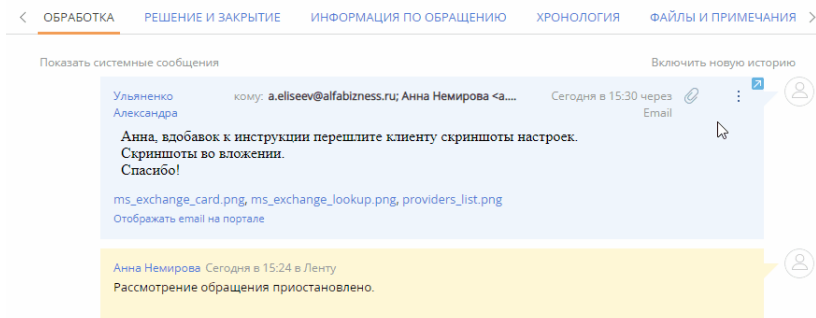 ОБРАБОТКА РЕШЕНИЕ И ЗАКРЫТИЕ ИНФОРМАЦИЯ ПО ОБРАЩЕНИЮ ХРОНОЛОГИЯ ФАЙЛЫ И ПРИМЕЧАНИЯ
Показать системные сообщения Включить новую историю
Ульяненко кому: a.eliseev@alfabizness.ru; Анна Немирова <a.... Сегодня в 15:30 через
Александра Email
Анна, вдобавок к инструкции перешлите клиенту скриншоты настроек.
Скриншоты во вложении.
Спасибо!
ms_exchange_card.png, ms_exchange_lookup.png, providers_list.png
Отображать email на портале
Анна Немирова Сегодня в 15:24 в Ленту
Рассмотрение обращения приостановлено.